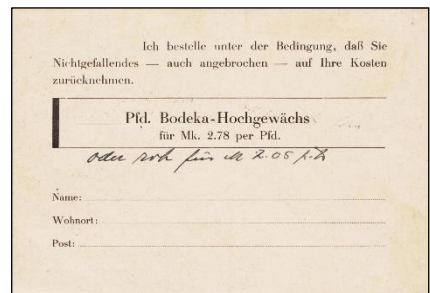 Ich bestelle unter der Bedingung, daß Sie
Nichtgefallendes — auch angebrochen — auf Ihre Kosten
zurücknehmen.
Pfd. Bodeka-Hochgewächs
für Mk. 2.78 per Pfd.
oder roh für M 2.05 p. ℔
Name:
Wohnort:
Post: